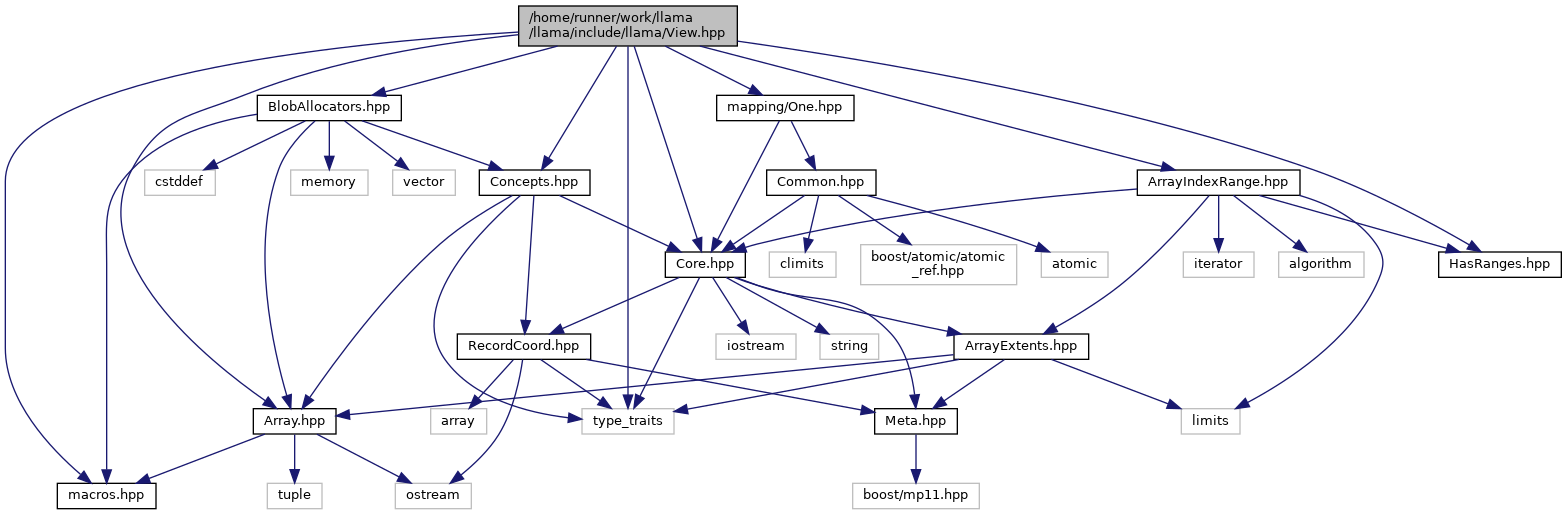 /home/runner/work/llama
/llama/include/llama/View.hpp
BlobAllocators.hpp
mapping/One.hpp
cstddef
memory
vector
Concepts.hpp
Common.hpp
ArrayIndexRange.hpp
Core.hpp
climits
boost/atomic/atomic
_ref.hpp
atomic
iterator
algorithm
HasRanges.hpp
RecordCoord.hpp
iostream
string
ArrayExtents.hpp
Array.hpp
array
type_traits
Meta.hpp
limits
macros.hpp
tuple
ostream
boost/mp11.hpp